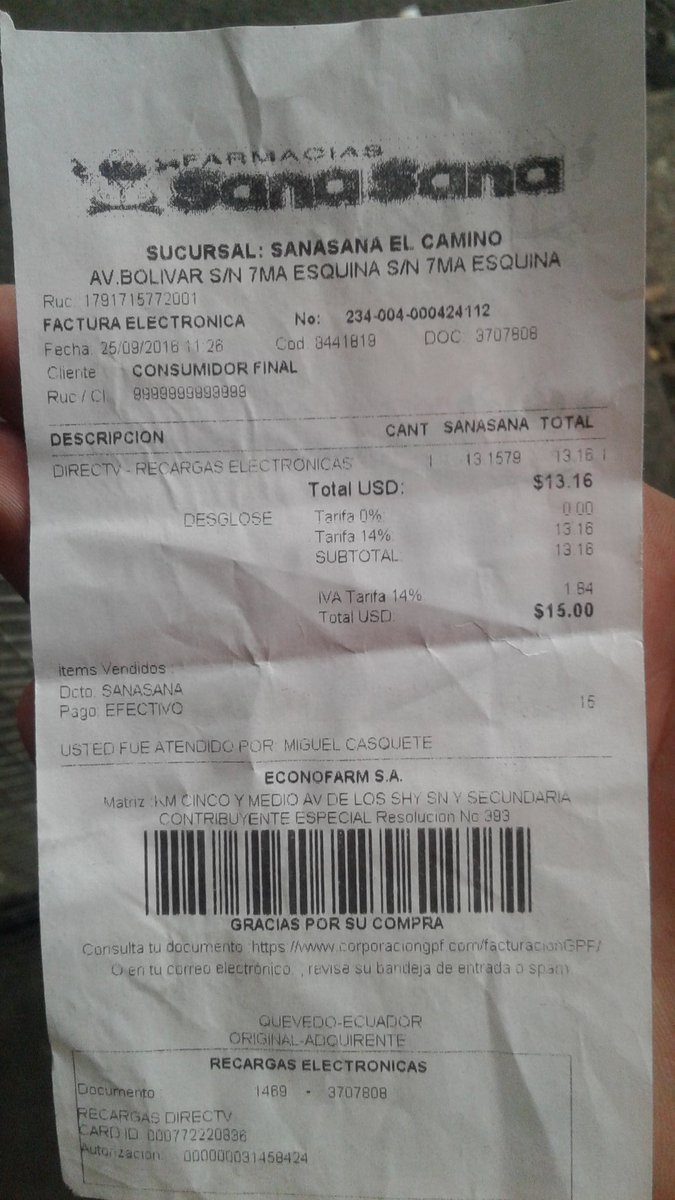 FARMACIAS
Sana Sana
SUCURSAL: SANASANA EL CAMINO
AV.BOLIVAR S/N 7MA ESQUINA S/N 7MA ESQUINA
Ruc: 1791715772001
FACTURA ELECTRONICA No: 234-004-000424112
Fecha: 25/09/2016 11:26 Cod 8441819 DOC: 3707808
Cliente CONSUMIDOR FINAL
Ruc / CI. 9999999999999
DESCRIPCION CANT SANASANA TOTAL
DIRECTV - RECARGAS ELECTRONICAS 1 13.1579 13.16 I
Total USD: $13.16
DESGLOSE Tarifa 0%: 0.00
Tarifa 14% 13.16
SUBTOTAL 13.16
IVA Tarifa 14% 1.84
Total USD: $15.00
items Vendidos :
Dcto. SANASANA
Pago: EFECTIVO 15
USTED FUE ATENDIDO POR: MIGUEL CASQUETE
ECONOFARM S.A.
Matriz :KM CINCO Y MEDIO AV DE LOS SHY SN Y SECUNDARIA
CONTRIBUYENTE ESPECIAL Resolucion No 393
GRACIAS POR SU COMPRA
Consulta tu documento :https://www.corporaciongpf.com/facturacionGPF/
O en tu correo electrónico , revise su bandeja de entrada o spam
QUEVEDO-ECUADOR
ORIGINAL-ADQUIRENTE
RECARGAS ELECTRONICAS
Documento 1469 - 3707808
RECARGAS DIRECTV
CARD ID: 000772220836
Autorización: 000000031458424